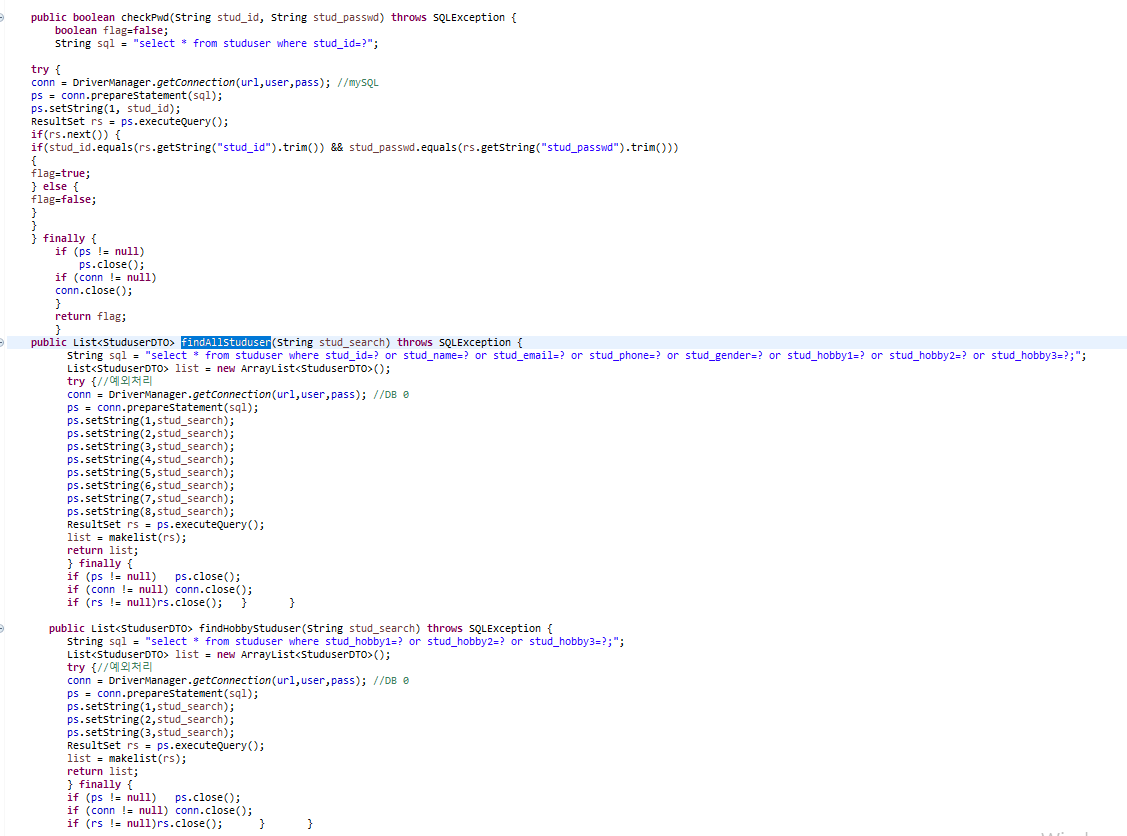 public boolean checkPwd(String stud_id, String stud_passwd) throws SQLException {
boolean flag=false;
String sql = "select * from studuser where stud_id=?";
try {
conn = DriverManager.getConnection(url,user,pass); //mySQL
ps = conn.prepareStatement(sql);
ps.setString(1, stud_id);
ResultSet rs = ps.executeQuery();
if(rs.next()) {
if(stud_id.equals(rs.getString("stud_id").trim()) && stud_passwd.equals(rs.getString("stud_passwd").trim()))
{
flag=true;
} else {
flag=false;
}
}
} finally {
if (ps != null)
ps.close();
if (conn != null)
conn.close();
}
return flag;
}
public List<StuduserDTO> findAllStuduser(String stud_search) throws SQLException {
String sql = "select * from studuser where stud_id=? or stud_name=? or stud_email=? or stud_phone=? or stud_gender=? or stud_hobby1=? or stud_hobby2=? or stud_hobby3=?;";
List<StuduserDTO> list = new ArrayList<StuduserDTO>();
try {//예외처리
conn = DriverManager.getConnection(url,user,pass); //DB 0
ps = conn.prepareStatement(sql);
ps.setString(1,stud_search);
ps.setString(2,stud_search);
ps.setString(3,stud_search);
ps.setString(4,stud_search);
ps.setString(5,stud_search);
ps.setString(6,stud_search);
ps.setString(7,stud_search);
ps.setString(8,stud_search);
ResultSet rs = ps.executeQuery();
list = makelist(rs);
return list;
} finally {
if (ps != null)   ps.close();
if (conn != null) conn.close();
if (rs != null)rs.close();   }       }
public List<StuduserDTO> findHobbyStuduser(String stud_search) throws SQLException {
String sql = "select * from studuser where stud_hobby1=? or stud_hobby2=? or stud_hobby3=?;";
List<StuduserDTO> list = new ArrayList<StuduserDTO>();
try {//예외처리
conn = DriverManager.getConnection(url,user,pass); //DB 0
ps = conn.prepareStatement(sql);
ps.setString(1,stud_search);
ps.setString(2,stud_search);
ps.setString(3,stud_search);
ResultSet rs = ps.executeQuery();
list = makelist(rs);
return list;
} finally {
if (ps != null)   ps.close();
if (conn != null) conn.close();
if (rs != null)rs.close();      }       }